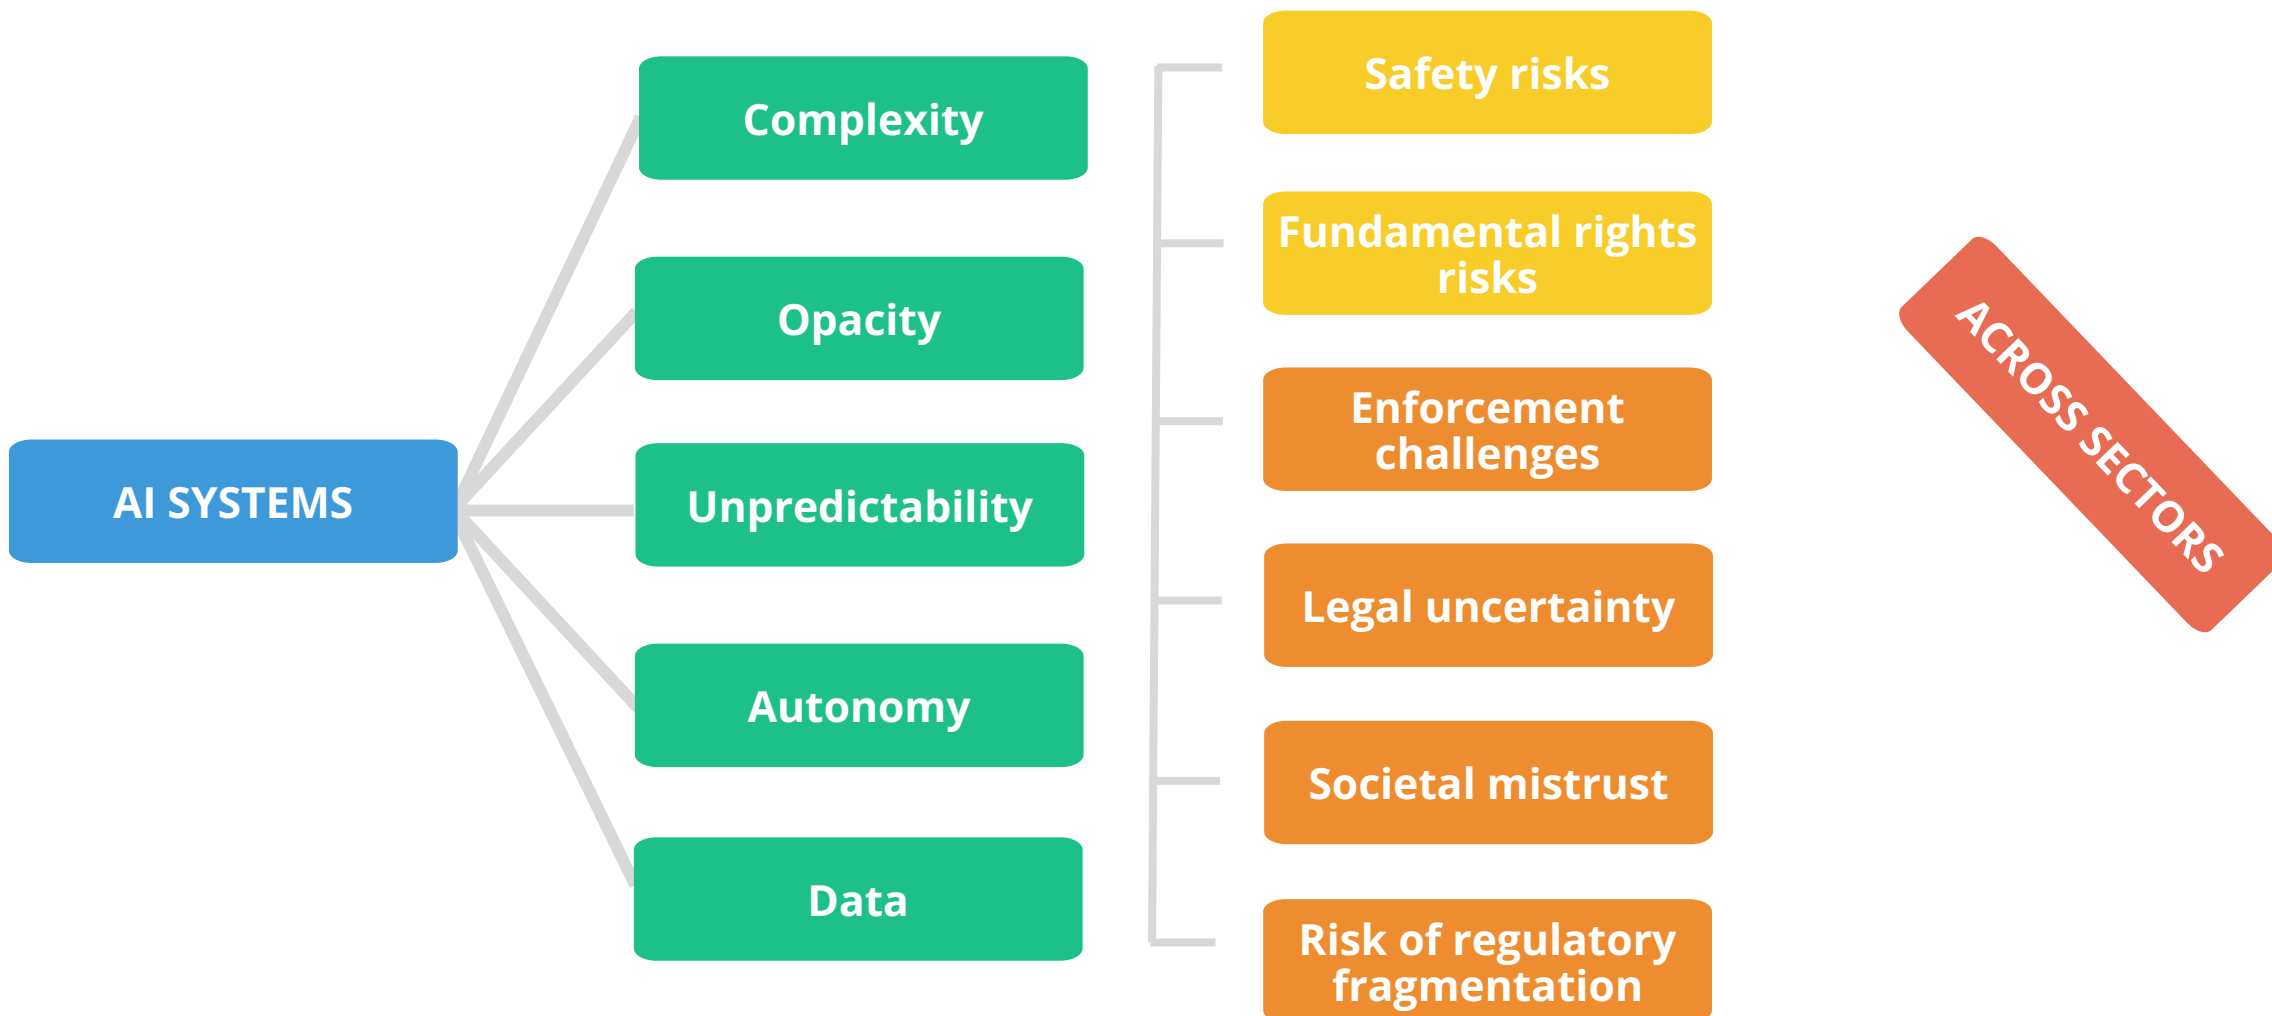 AI SYSTEMS
Complexity
Opacity
Unpredictability
Autonomy
Data
Safety risks
Fundamental rights
risks
Enforcement
challenges
Legal uncertainty
Societal mistrust
Risk of regulatory
fragmentation
ACROSS SECTORS